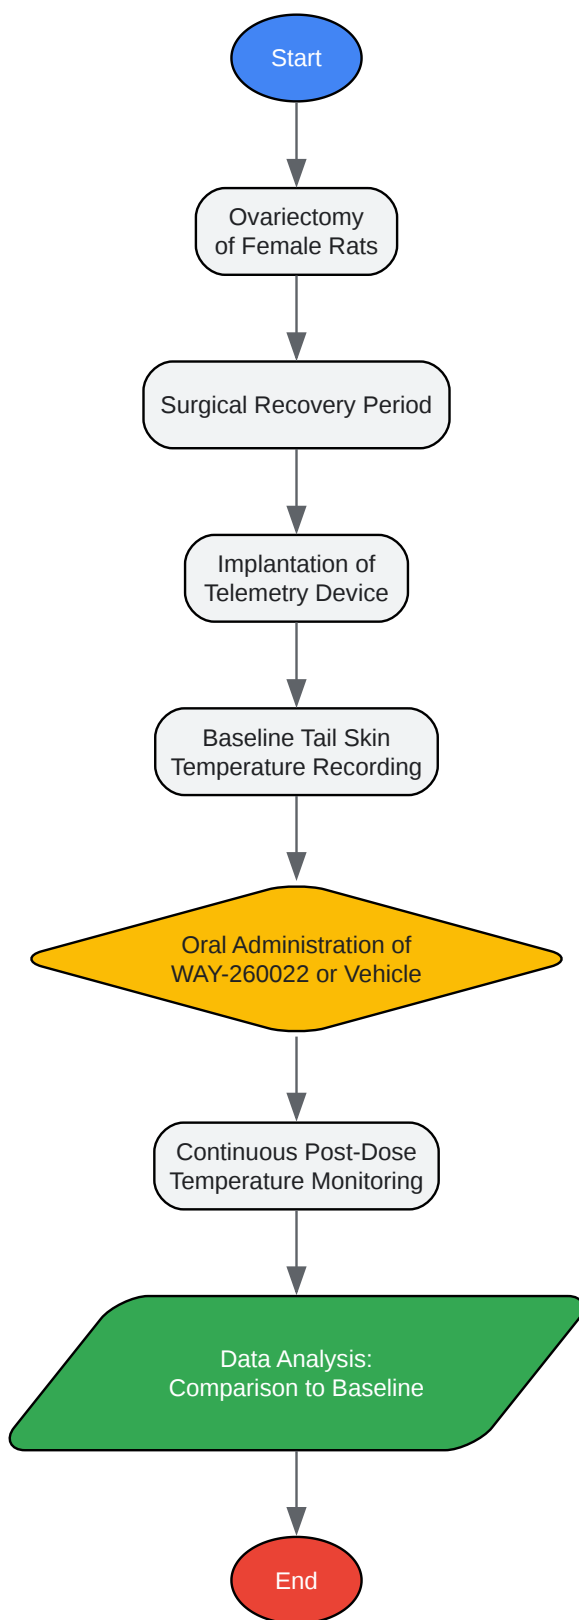 Start
Ovariectomy
of Female Rats
Surgical Recovery Period
Implantation of
Telemetry Device
Baseline Tail Skin
Temperature Recording
Oral Administration of
WAY-260022 or Vehicle
Continuous Post-Dose
Temperature Monitoring
Data Analysis:
Comparison to Baseline
End